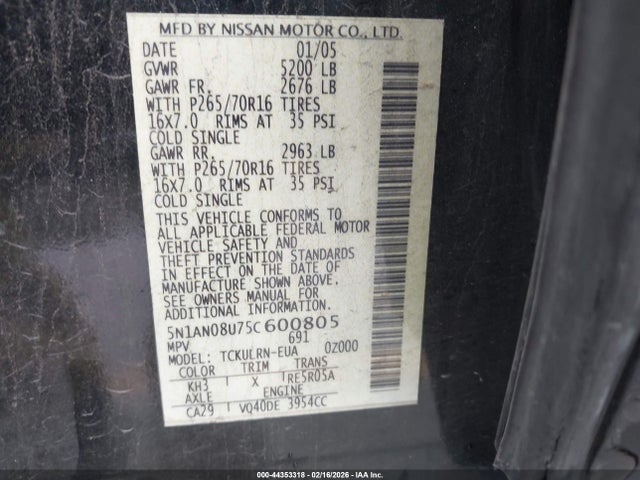 MFD BY NISSAN MOTOR CO., LTD.
DATE 01/05
GVWR 5200 LB
GAWR FR. 2676 LB
WITH P265/70R16 TIRES
16X7.0 RIMS AT 35 PSI
COLD SINGLE
GAWR RR. 2963 LB
WITH P265/70R16 TIRES
16X7.0 RIMS AT 35 PSI
COLD SINGLE
THIS VEHICLE CONFORMS TO
ALL APPLICABLE FEDERAL MOTOR
VEHICLE SAFETY AND
THEFT PREVENTION STANDARDS
IN EFFECT ON THE DATE OF
MANUFACTURE SHOWN ABOVE.
SEE OWNERS MANUAL FOR
ADDITIONAL INFORMATION.
5N1AN08U75C600805
MPV 691
MODEL: TCKULRN-EUA 0Z000
COLOR TRIM TRANS
KH3 X RE5R05A
AXLE ENGINE
CA29 VQ40DE 3954CC
000-44353318 - 02/16/2026 - IAA Inc.